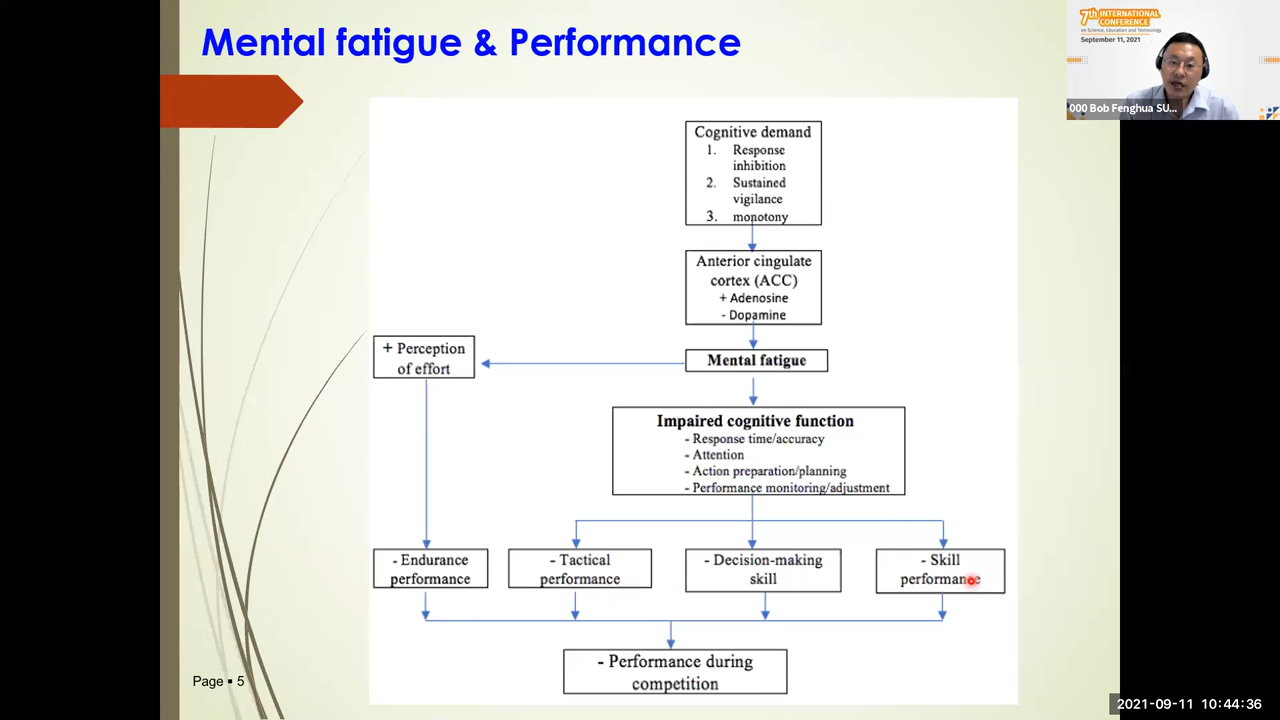 Mental fatigue & Performance
7th INTERNATIONAL
CONFERENCE
on Science, Education and Technology
September 11, 2021
000 Bob Fenghua SU...
Cognitive demand
1. Response
inhibition
2. Sustained
vigilance
3. monotony
Anterior cingulate
cortex (ACC)
+ Adenosine
- Dopamine
+ Perception
of effort
Mental fatigue
Impaired cognitive function
- Response time/accuracy
- Attention
- Action preparation/planning
- Performance monitoring/adjustment
- Endurance
performance
- Tactical
performance
- Decision-making
skill
- Skill
performance
- Performance during
competition
Page ▪ 5
2021-09-11 10:44:36